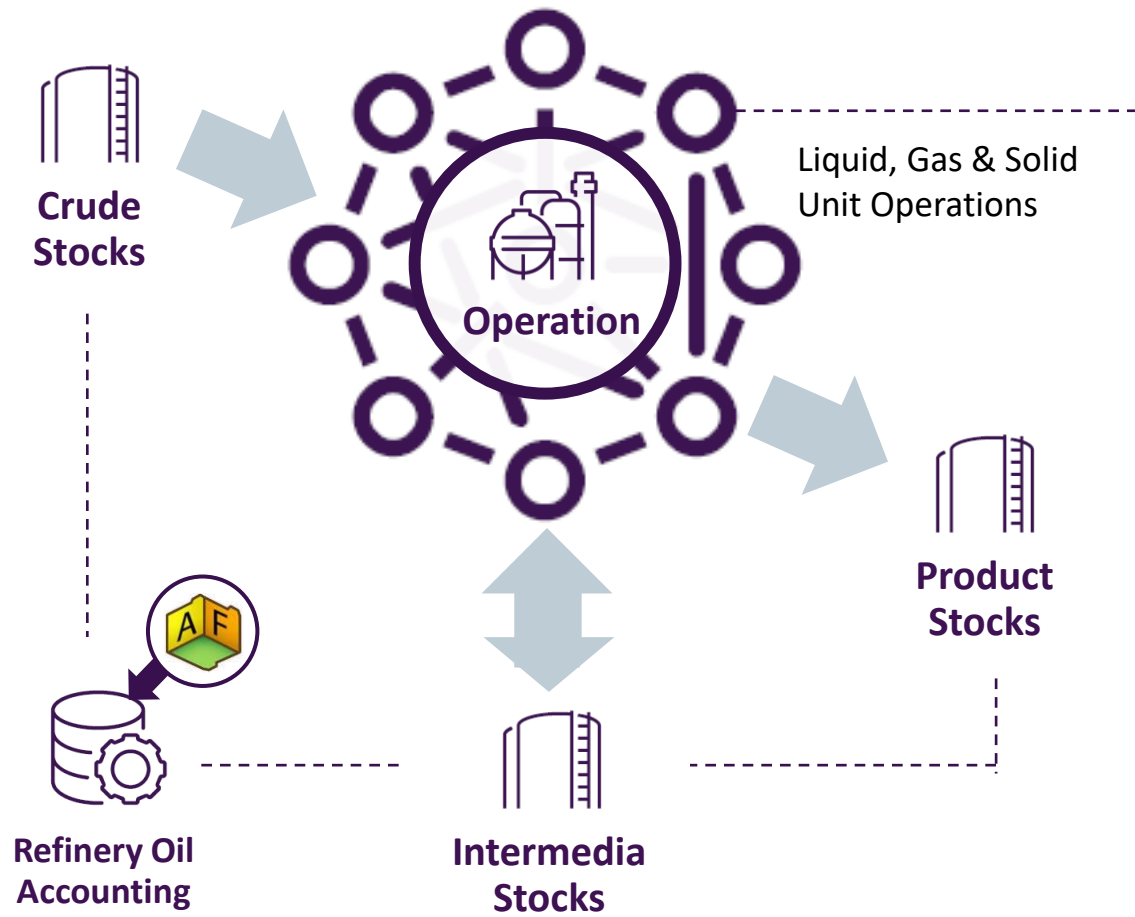 Crude
Stocks
Liquid, Gas & Solid
Unit Operations
Operation
Product
Stocks
A F
Refinery Oil
Accounting
Intermedia
Stocks